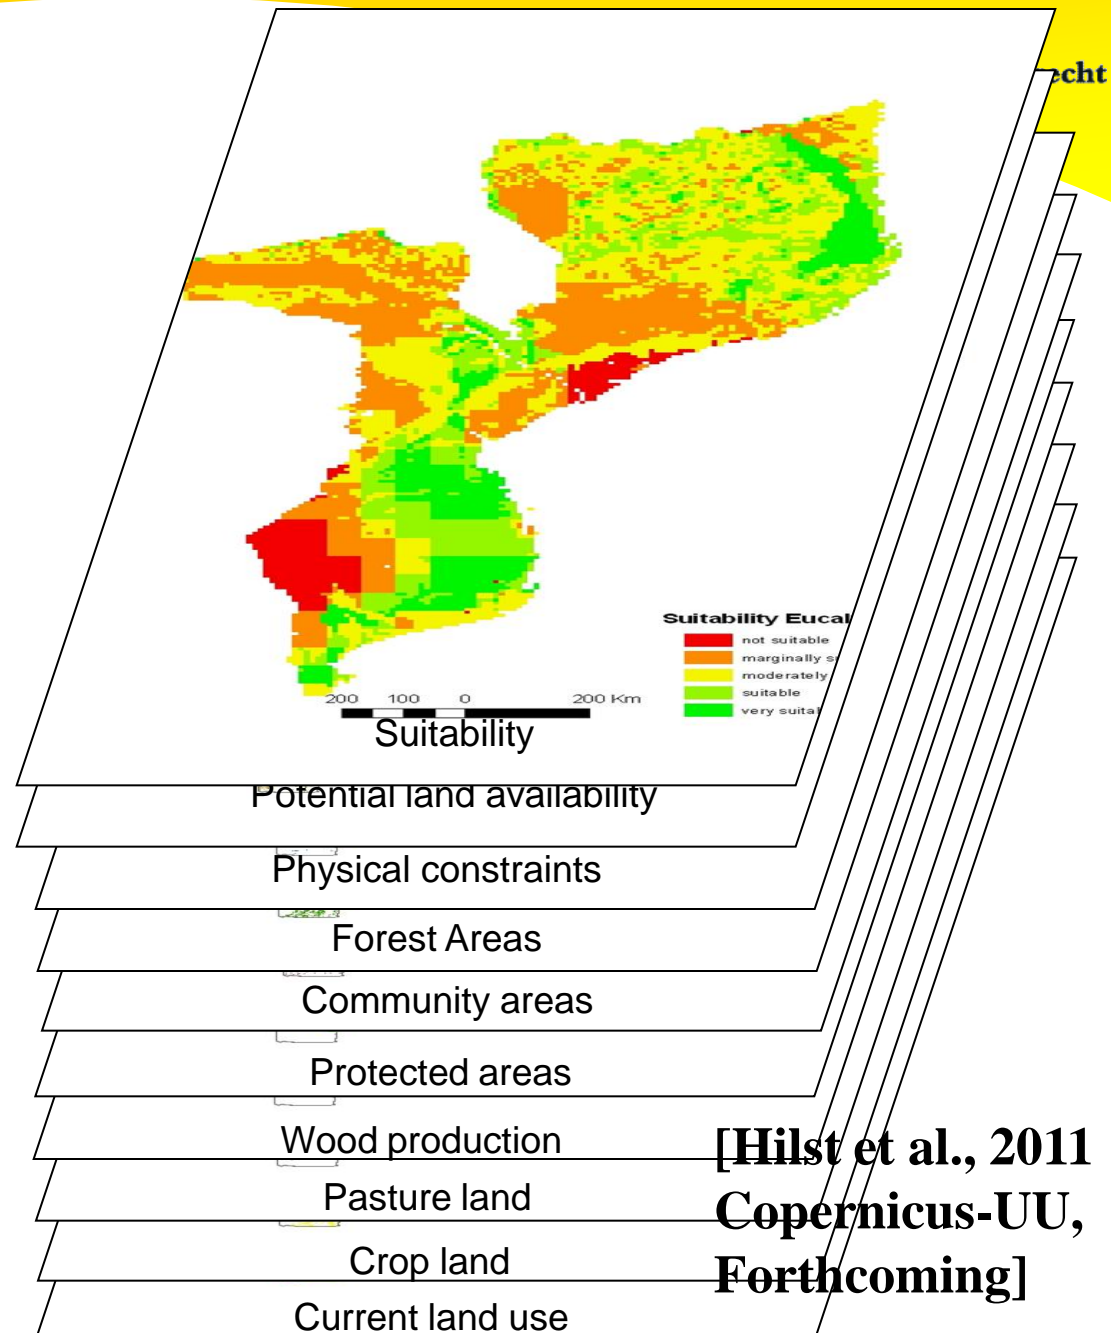 echt
Suitability Eucal
not suitable
marginally s
moderately
suitable
very suita
200 100 0 200 Km
Suitability
Potential land availability
Physical constraints
Forest Areas
Community areas
Protected areas
Wood production
Pasture land
Crop land
Current land use
[Hilst et al., 2011
Copernicus-UU,
Forthcoming]